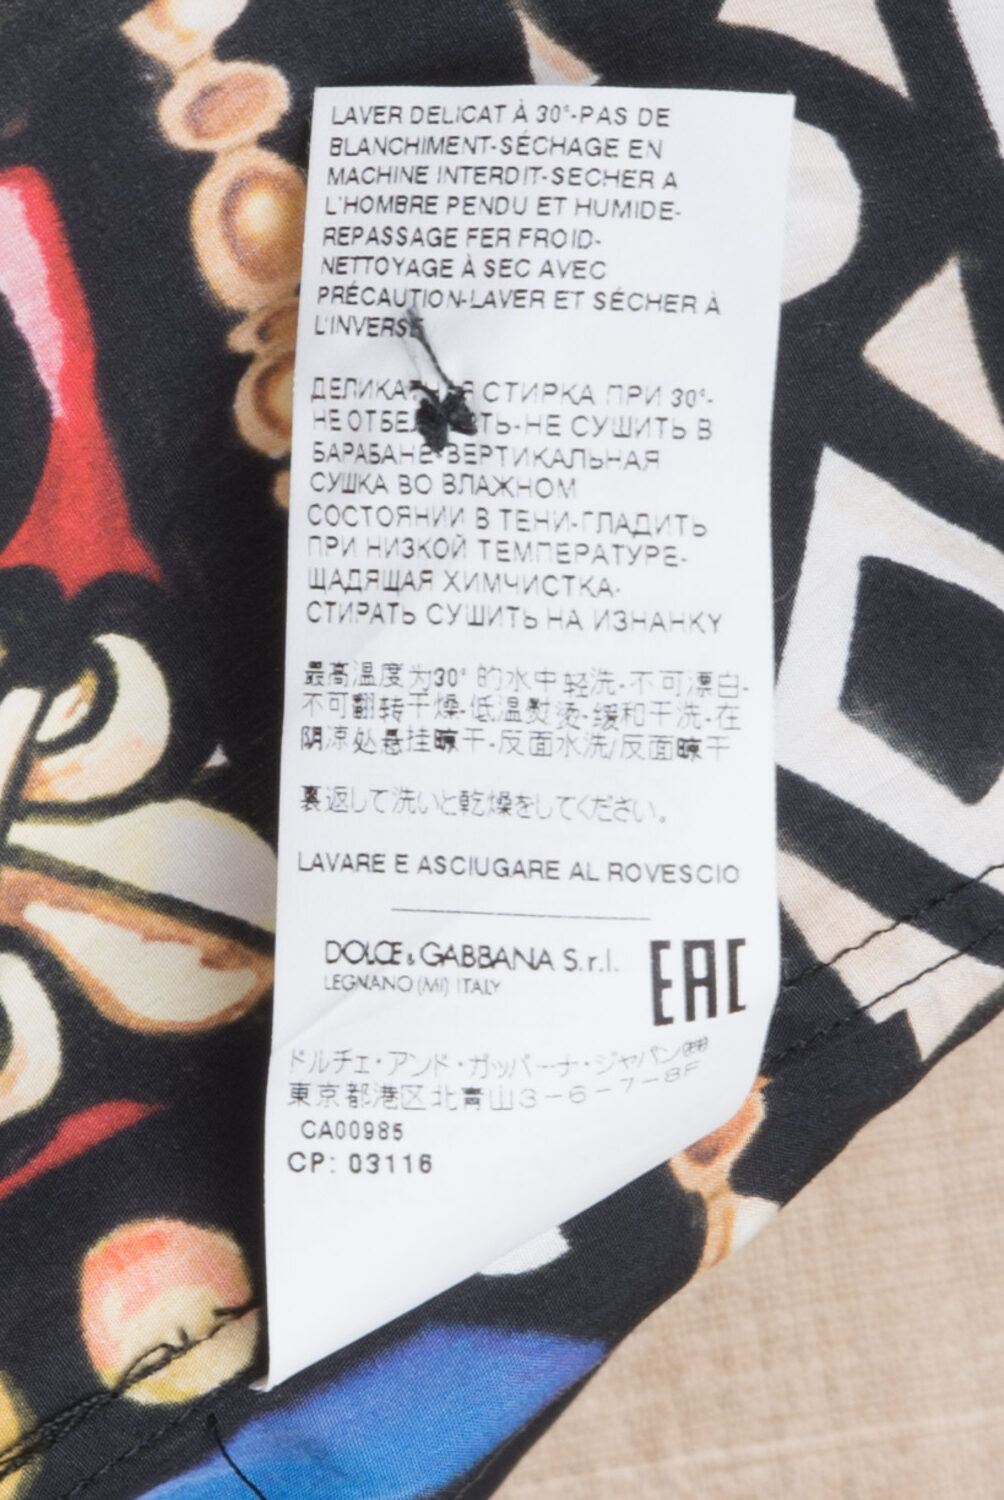 LAVER DELICAT À 30°-PAS DE
BLANCHIMENT-SÉCHAGE EN
MACHINE INTERDIT-SECHER A
L'HOMBRE PENDU ET HUMIDE-
REPASSAGE FER FROID-
NETTOYAGE À SEC AVEC
PRÉCAUTION-LAVER ET SÉCHER À
L'INVERSE
СТИРКА ПРИ 30°-
НЕ СУШИТЬ В
БАРАБАНЕ-ВЕРТИКАЛЬНАЯ
СУШКА ВО ВЛАЖНОМ
СОСТОЯНИИ В ТЕНИ-ГЛАДИТЬ
ПРИ НИЗКОЙ ТЕМПЕРАТУРЕ-
ЩАДЯЩАЯ ХИМЧИСТКА-
СТИРАТЬ СУШИТЬ НА ИЗНАНКУ
最高温度为30°的水中轻洗-不可漂白-
不可翻转干燥-低温熨烫-缓和干洗-在
阴凉处悬挂晾干-反面水洗/反面晾干
裏返して洗いと乾燥をしてください。
LAVARE E ASCIUGARE AL ROVESCIO
DOLCE & GABBANA S.r.l.
LEGNANO (MI) ITALY
EAC
ドルチェ・アンド・ガッバーナ・ジャパン㈱
東京都港区北青山3-6-7-8F
CA00985
CP: 03116